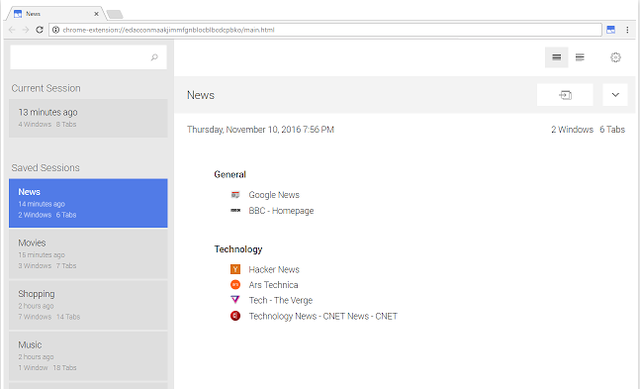 News
chrome-extension://edacconmaakjimmfgnblocblbcdcpbko/main.html
Current Session
13 minutes ago
4 Windows 8 Tabs
Saved Sessions
News
14 minutes ago
2 Windows 6 Tabs
Movies
15 minutes ago
3 Windows 7 Tabs
Shopping
2 hours ago
7 Windows 14 Tabs
Music
2 hours ago
1 Window 18 Tabs
News
Thursday, November 10, 2016 7:56 PM
2 Windows 6 Tabs
General
Google News
BBC - Homepage
Technology
Hacker News
Ars Technica
Tech - The Verge
Technology News - CNET News - CNET